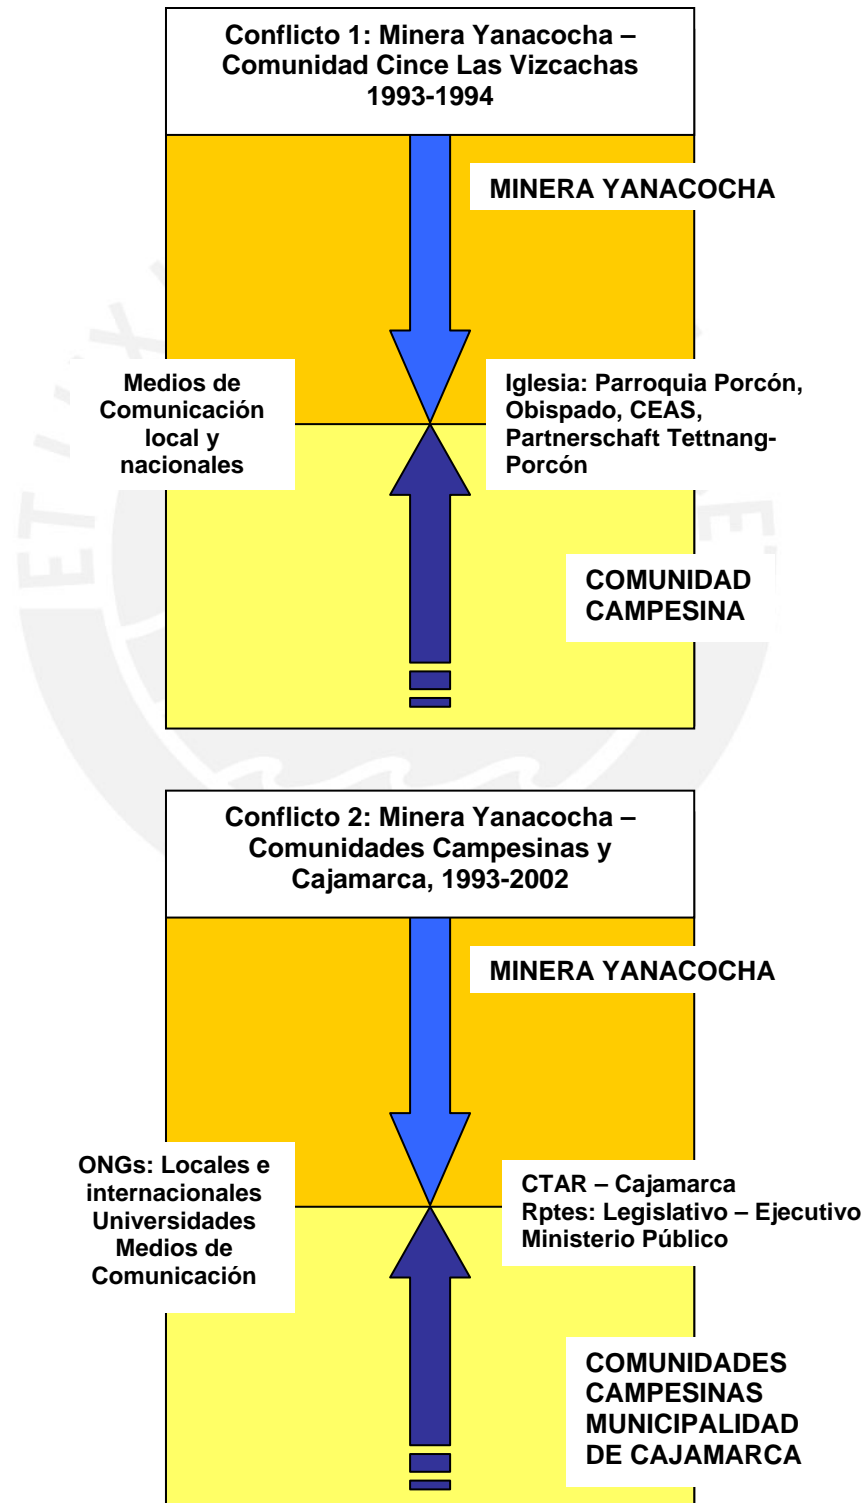 Conflicto 1: Minera Yanacocha –
Comunidad Cince Las Vizcachas
1993-1994
MINERA YANACOCHA
Medios de
Comunicación
local y
nacionales
Iglesia: Parroquia Porcón,
Obispado, CEAS,
Partnerschaft Tettnang-
Porcón
COMUNIDAD
CAMPESINA
Conflicto 2: Minera Yanacocha –
Comunidades Campesinas y
Cajamarca, 1993-2002
MINERA YANACOCHA
ONGs: Locales e
internacionales
Universidades
Medios de
Comunicación
CTAR – Cajamarca
Rptes: Legislativo – Ejecutivo
Ministerio Público
COMUNIDADES
CAMPESINAS
MUNICIPALIDAD
DE CAJAMARCA